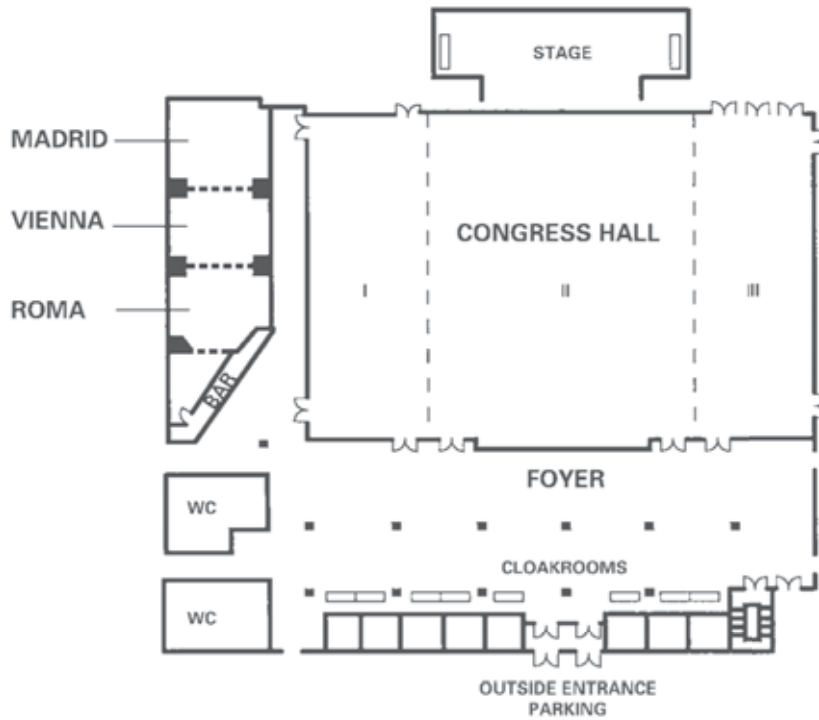 STAGE
MADRID
VIENNA
CONGRESS HALL
ROMA
I
II
III
BAR
FOYER
WC
CLOAKROOMS
WC
OUTSIDE ENTRANCE
PARKING